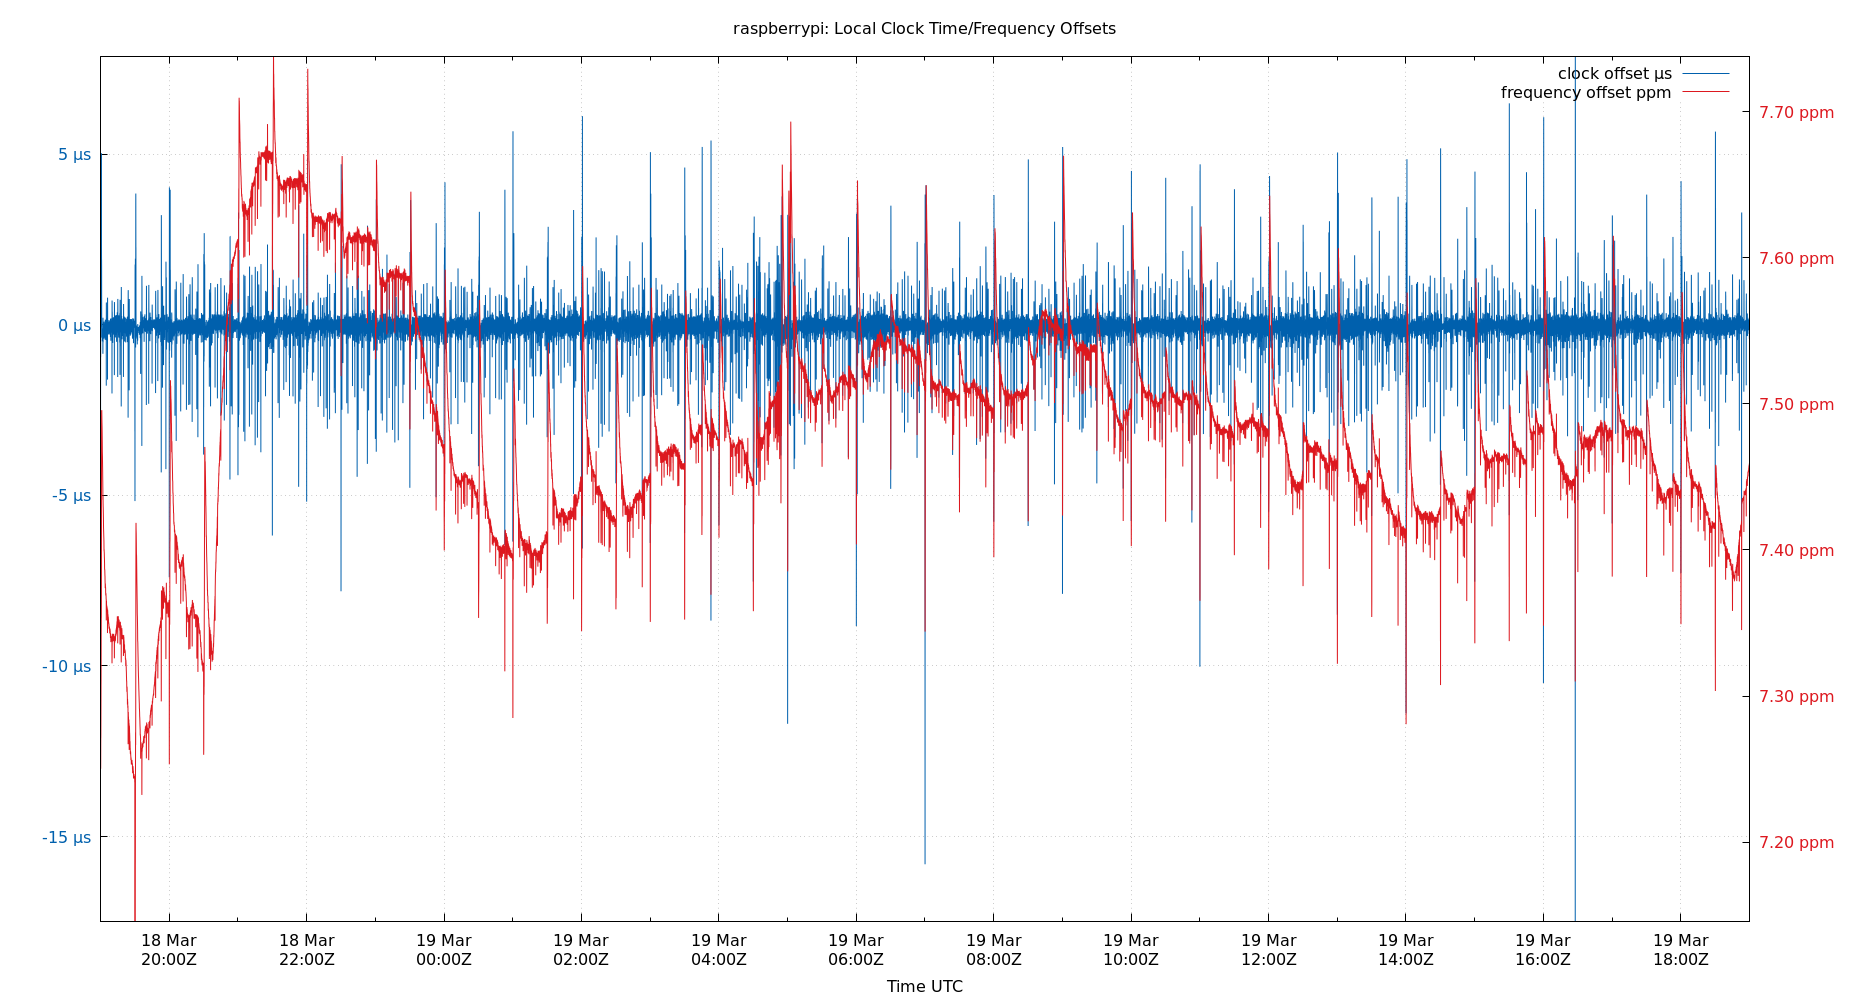 raspberrypi: Local Clock Time/Frequency Offsets
clock offset µs
frequency offset ppm
5 µs
0 µs
-5 µs
-10 µs
-15 µs
7.70 ppm
7.60 ppm
7.50 ppm
7.40 ppm
7.30 ppm
7.20 ppm
18 Mar 18 Mar 19 Mar 19 Mar 19 Mar 19 Mar 19 Mar 19 Mar 19 Mar 19 Mar 19 Mar 19 Mar
20:00Z 22:00Z 00:00Z 02:00Z 04:00Z 06:00Z 08:00Z 10:00Z 12:00Z 14:00Z 16:00Z 18:00Z
Time UTC